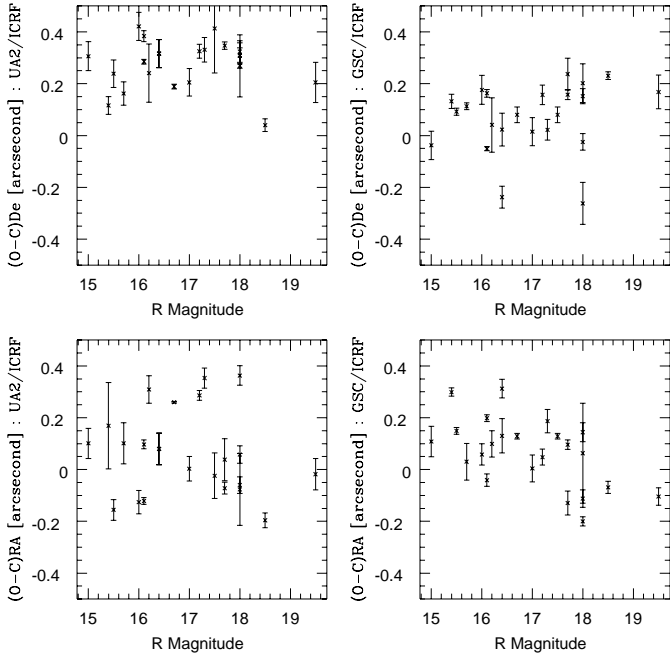 (O-C)De [arcsecond] : UA2/ICRF
0.4
0.2
0
-0.2
-0.4
15 16 17 18 19
R Magnitude
(O-C)De [arcsecond] : GSC/ICRF
0.4
0.2
0
-0.2
-0.4
15 16 17 18 19
R Magnitude
(O-C)RA [arcsecond] : UA2/ICRF
0.4
0.2
0
-0.2
-0.4
15 16 17 18 19
R Magnitude
(O-C)RA [arcsecond] : GSC/ICRF
0.4
0.2
0
-0.2
-0.4
15 16 17 18 19
R Magnitude